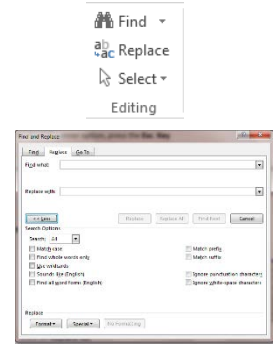 Find
ab
ac Replace
Select
Editing
Find and Replace
Find Replace Go To
Find what:
Replace with:
<< Less Replace Replace All Find Next Cancel
Search Options
Search: All
Match case Match prefix
Find whole words only Match suffix
Use wildcards
Sounds like (English) Ignore punctuation characters
Find all word forms (English) Ignore white-space characters
Replace
Format Special No Formatting